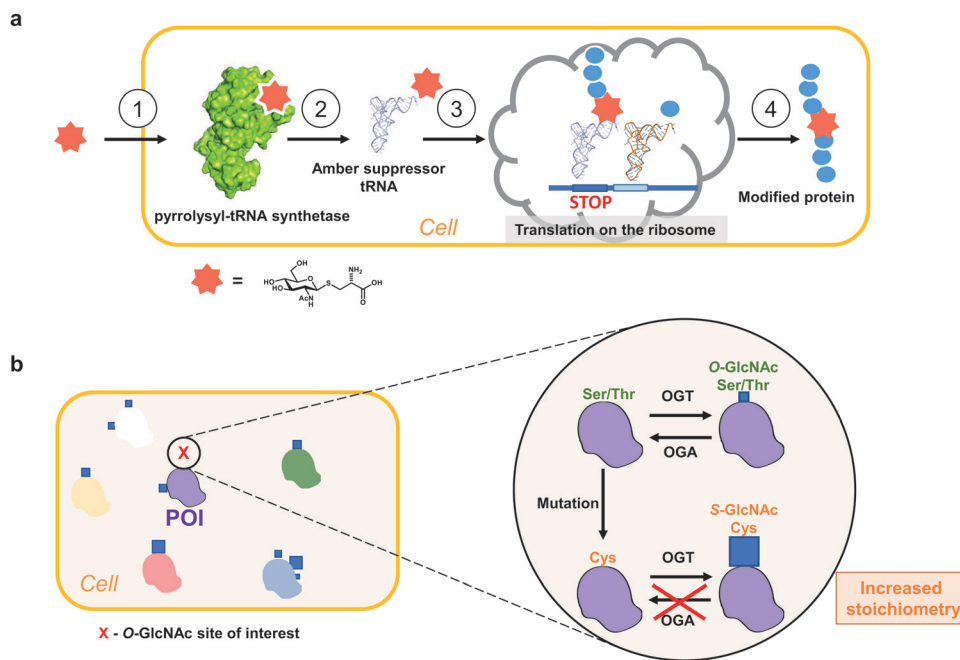 a
1
2
3
4
Amber suppressor
tRNA
pyrrolysyl-tRNA synthetase
STOP
Translation on the ribosome
Modified protein
Cell
=
HO
OH
O
HO
AcNH
S
NH2
OH
O
b
X
POI
Cell
X - O-GlcNAc site of interest
Ser/Thr
OGT
OGA
O-GlcNAc
Ser/Thr
Mutation
Cys
OGT
OGA
S-GlcNAc
Cys
Increased
stoichiometry